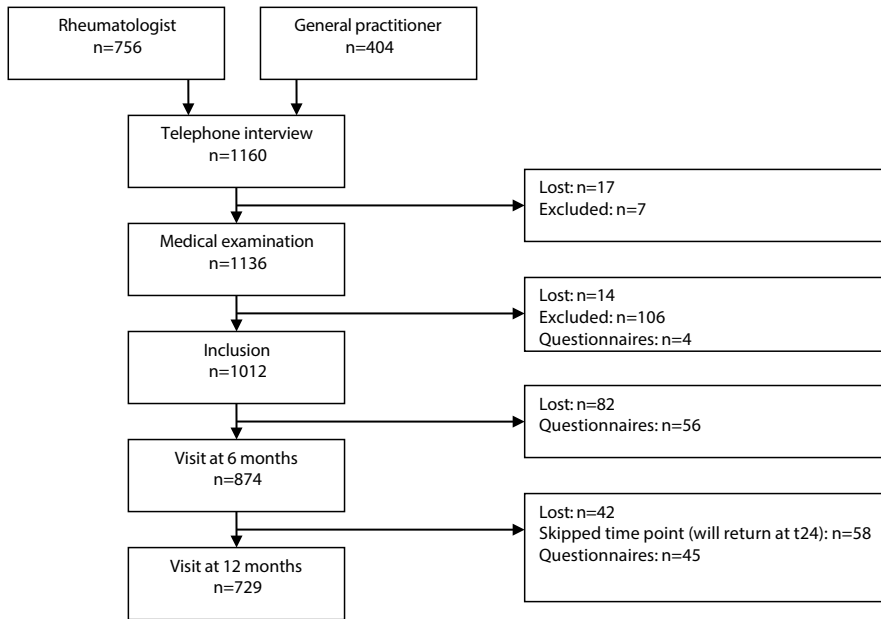 Rheumatologist
n=756
General practitioner
n=404
Telephone interview
n=1160
Lost: n=17
Excluded: n=7
Medical examination
n=1136
Lost: n=14
Excluded: n=106
Questionnaires: n=4
Inclusion
n=1012
Lost: n=82
Questionnaires: n=56
Visit at 6 months
n=874
Lost: n=42
Skipped time point (will return at t24): n=58
Questionnaires: n=45
Visit at 12 months
n=729